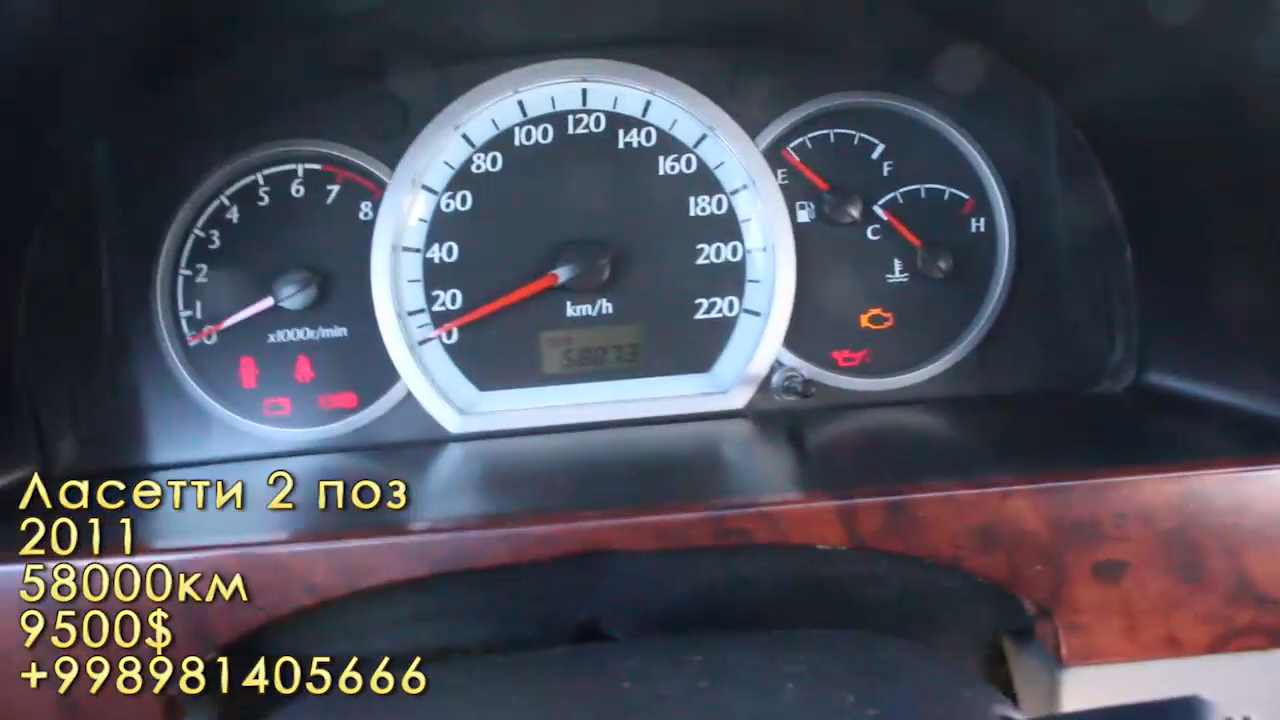 0 1 2 3 4 5 6 7 8
x1000r/min
0 20 40 60 80 100 120 140 160 180 200 220
km/h
58073
E F
C H
Ласетти 2 поз
2011
58000км
9500$
+998981405666